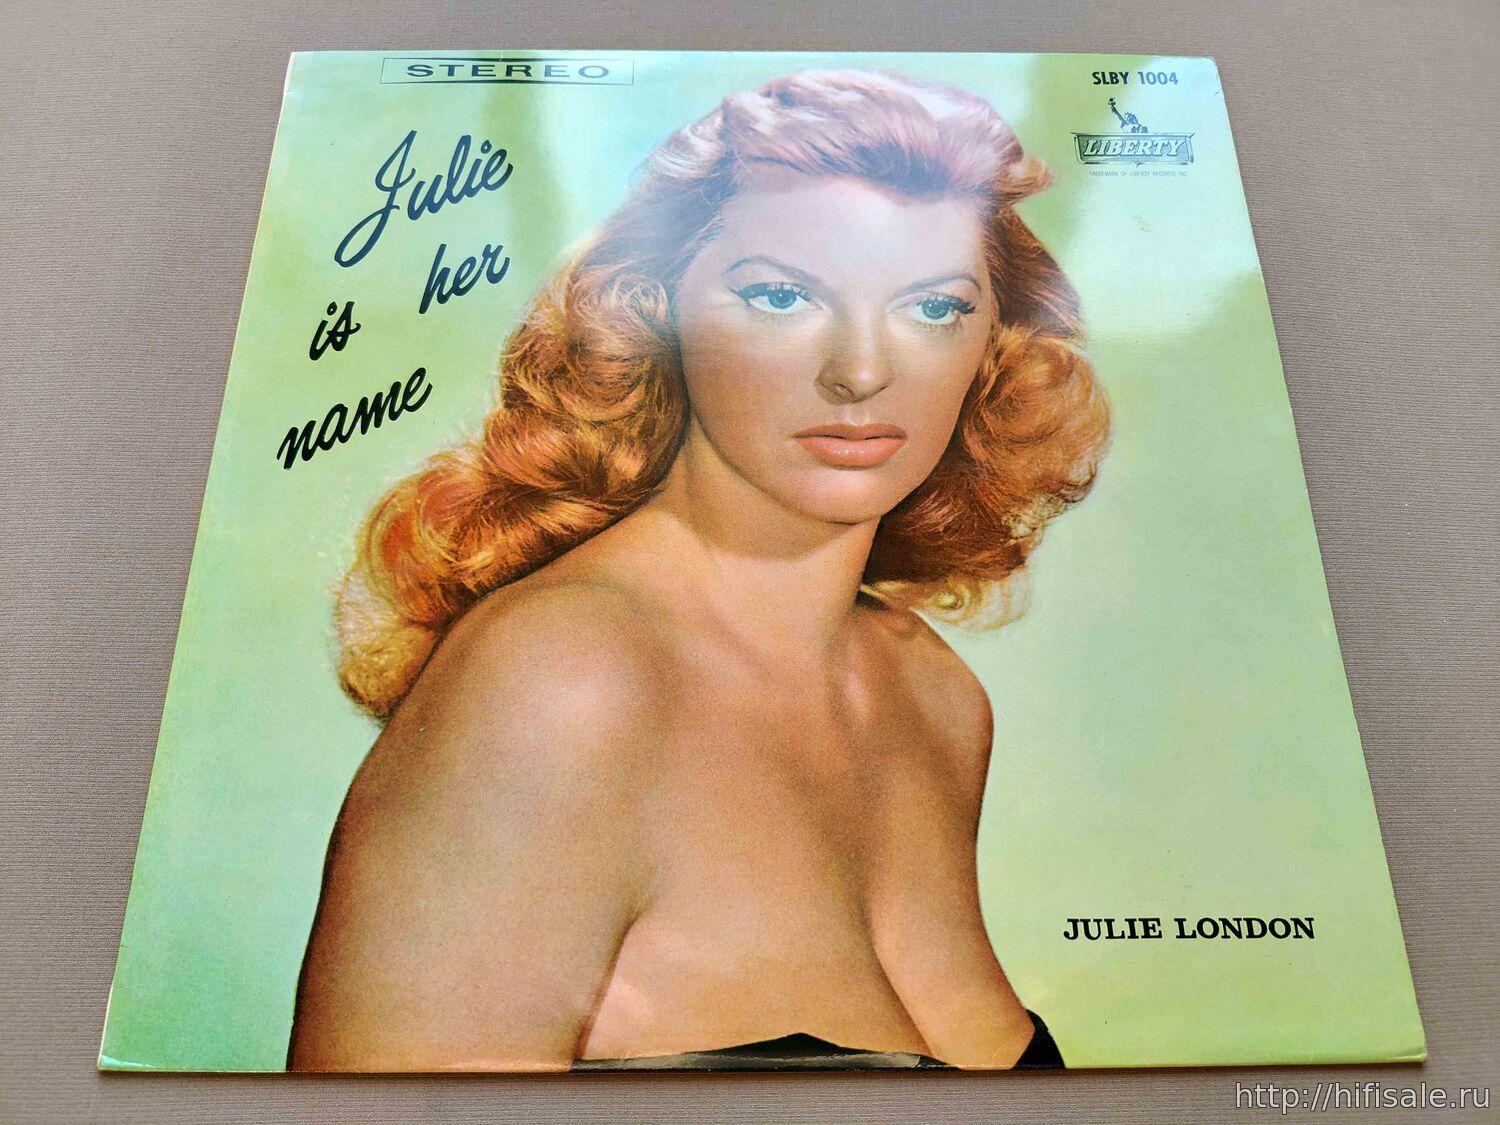 STEREO
SLBY 1004
LIBERTY
TRADEMARK OF LIBERTY RECORDS, INC.
Julie
is her
name
JULIE LONDON
http://hifisale.ru